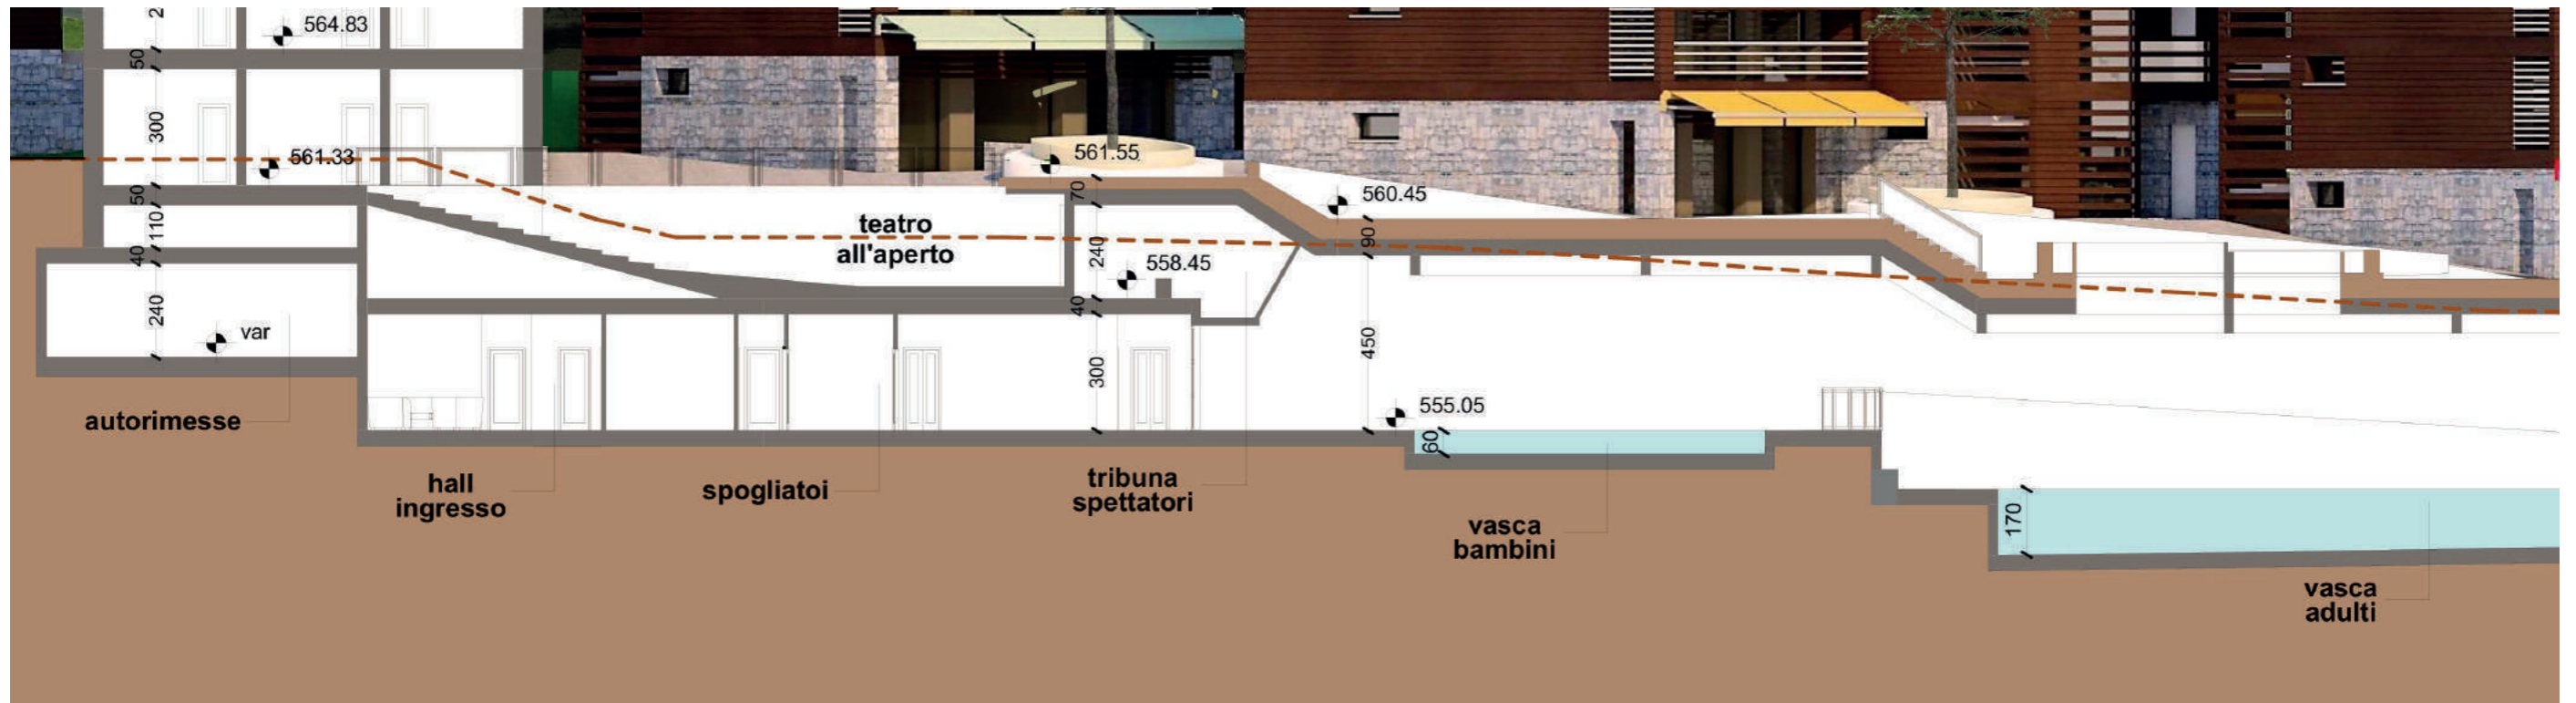 2
564.83
50
300
561.33
561.55
50
70
560.45
110
teatro
all'aperto
90
240
558.45
40
240
40
var
450
300
555.05
autorimesse
60
hall
ingresso
spogliatoi
tribuna
spettatori
vasca
bambini
170
vasca
adulti